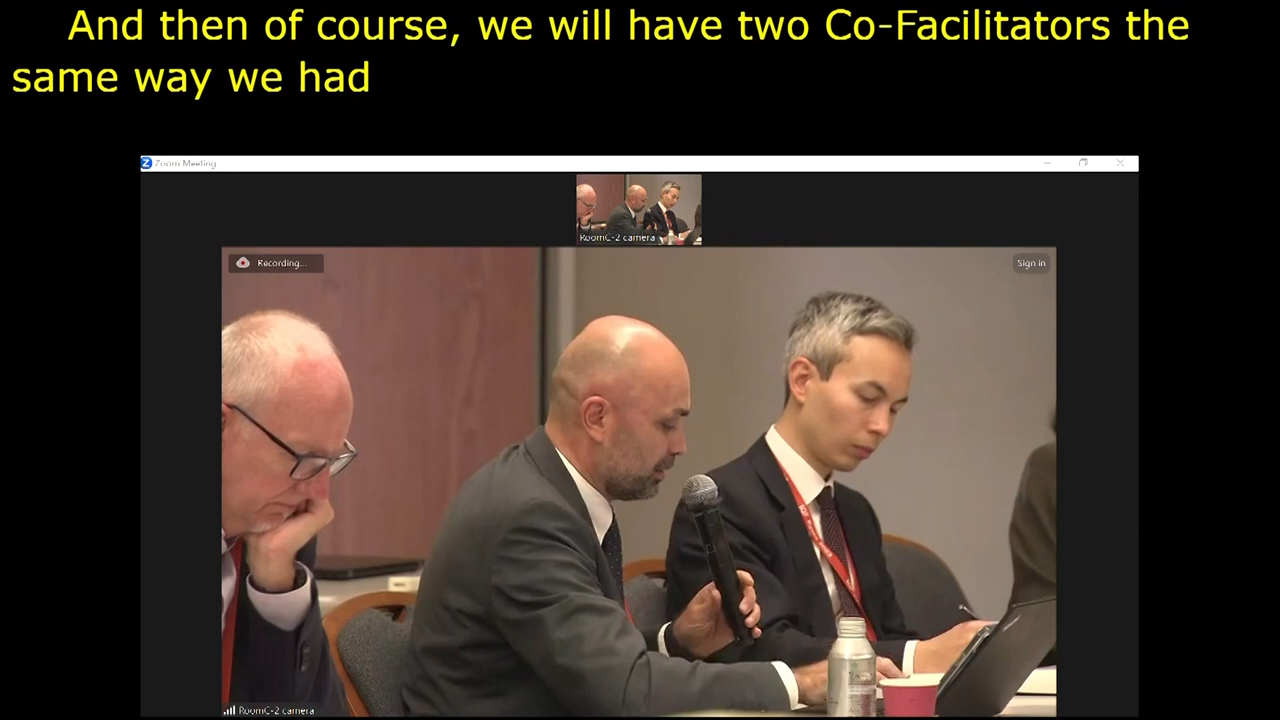 And then of course, we will have two Co-Facilitators the
same way we had
Zoom Meeting
RoomC-2 camera
Recording...
Sign in
RoomC-2 camera